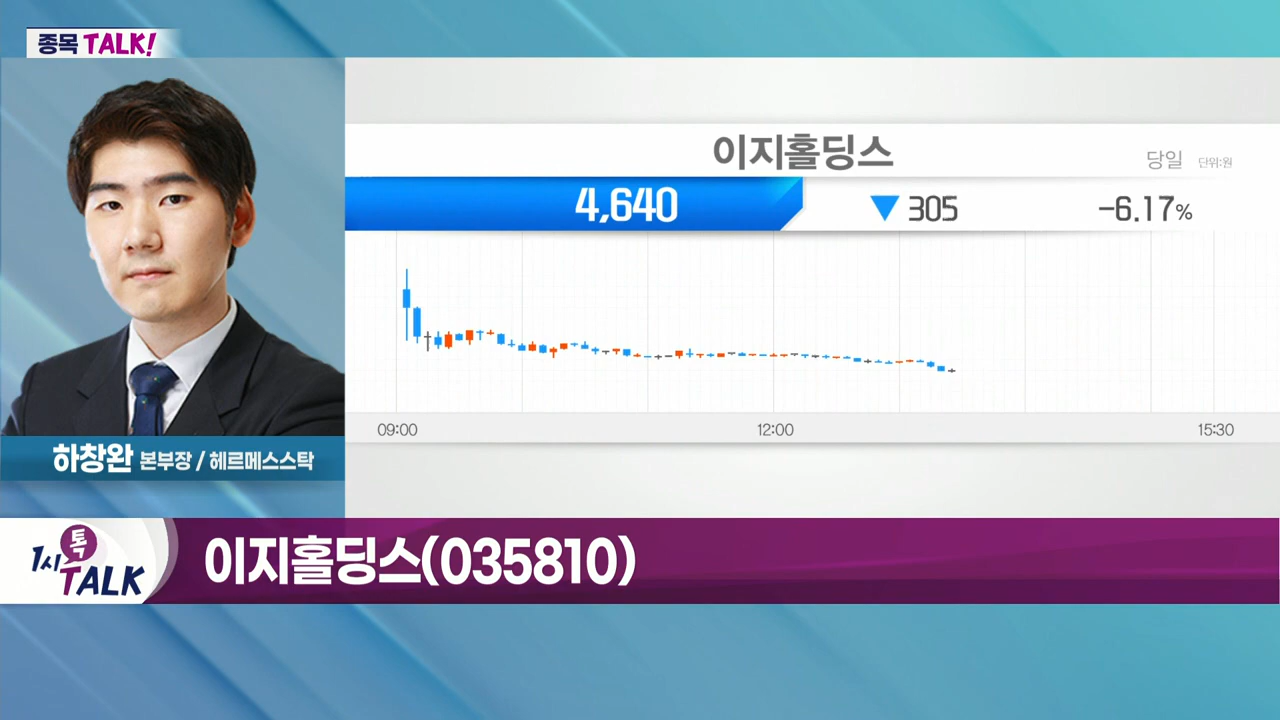 종목 TALK!
이지홀딩스
당일 단위:원
4,640 ▼ 305 -6.17%
09:00 12:00 15:30
하창완 본부장 / 헤르메스스탁
1시 톡 TALK
이지홀딩스(035810)